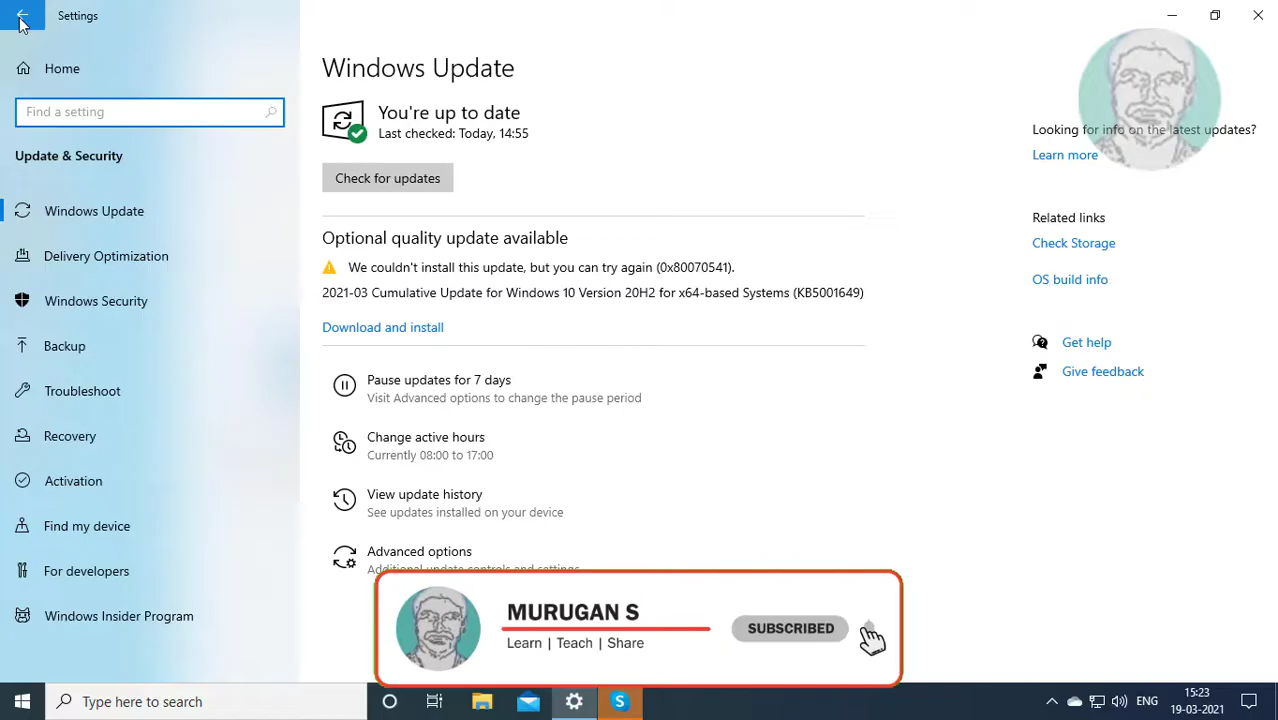 Settings
Home
Find a setting
Update & Security
Windows Update
Delivery Optimization
Windows Security
Backup
Troubleshoot
Recovery
Activation
Find my device
For developers
Windows Insider Program
Windows Update
You're up to date
Last checked: Today, 14:55
Check for updates
Optional quality update available
We couldn't install this update, but you can try again (0x80070541).
2021-03 Cumulative Update for Windows 10 Version 20H2 for x64-based Systems (KB5001649)
Download and install
Pause updates for 7 days
Visit Advanced options to change the pause period
Change active hours
Currently 08:00 to 17:00
View update history
See updates installed on your device
Advanced options
Additional update controls and settings
Looking for info on the latest updates?
Learn more
Related links
Check Storage
OS build info
Get help
Give feedback
MURUGAN S
Learn | Teach | Share
SUBSCRIBED
Type here to search
ENG
15:23
19-03-2021